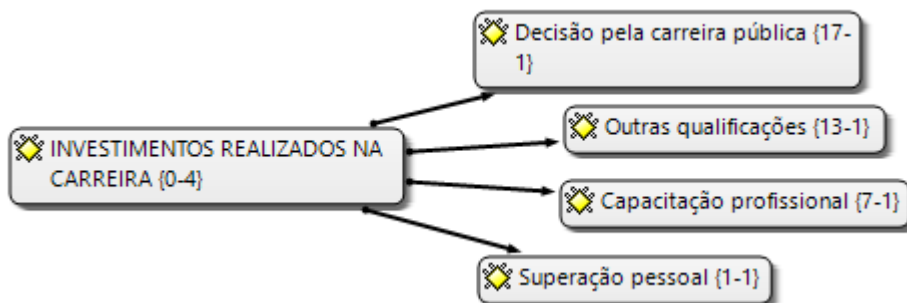 Decisão pela carreira pública {17-
1}
Outras qualificações {13-1}
INVESTIMENTOS REALIZADOS NA
CARREIRA {0-4}
Capacitação profissional {7-1}
Superação pessoal {1-1}